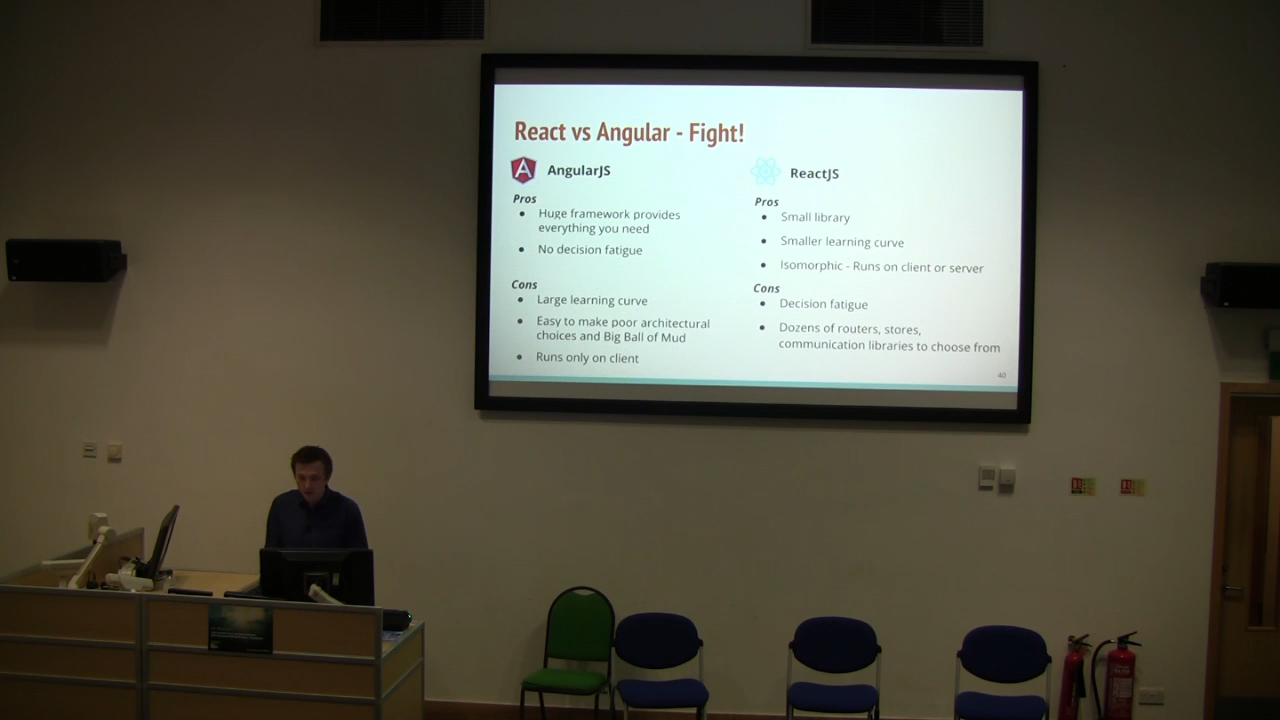 React vs Angular - Fight!
AngularJS
Pros
• Huge framework provides
everything you need
• No decision fatigue
Cons
• Large learning curve
• Easy to make poor architectural
choices and Big Ball of Mud
• Runs only on client
ReactJS
Pros
• Small library
• Smaller learning curve
• Isomorphic - Runs on client or server
Cons
• Decision fatigue
• Dozens of routers, stores,
communication libraries to choose from
40